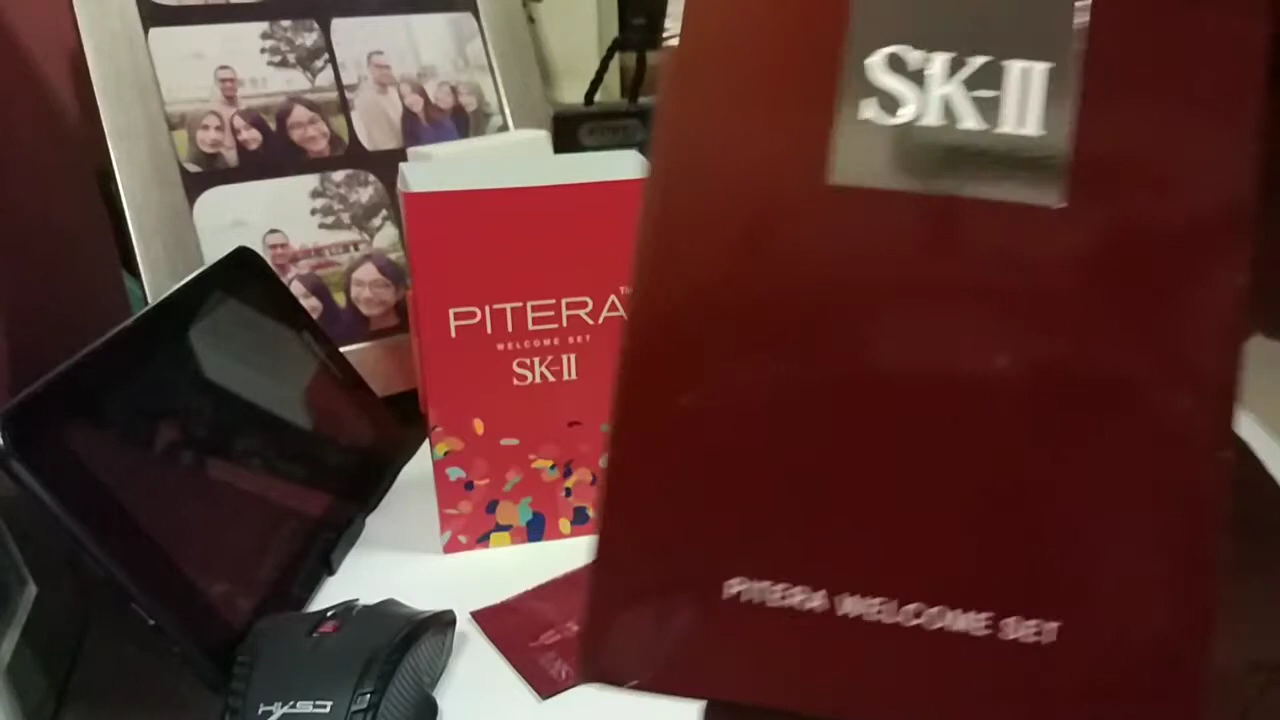 SK-II
PITERA WELCOME SET
PITERA™
WELCOME SET
SK-II